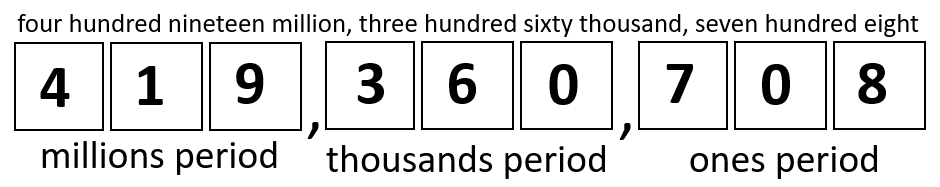 four hundred nineteen million, three hundred sixty thousand, seven hundred eight
4 1 9 , 3 6 0 , 7 0 8
millions period thousands period ones period